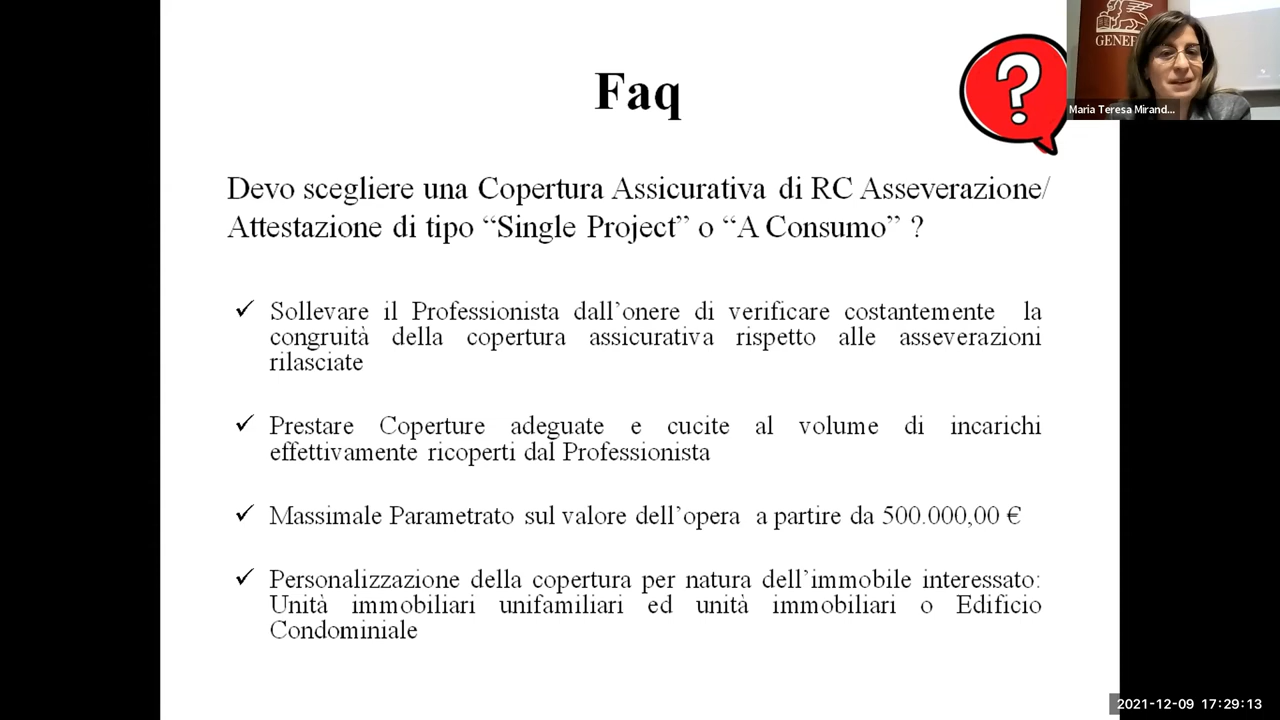 GENER
Maria Teresa Mirand...
Faq
?
Devo scegliere una Copertura Assicurativa di RC Asseverazione/
Attestazione di tipo “Single Project” o “A Consumo” ?
✓ Sollevare il Professionista dall’onere di verificare costantemente la
congruità della copertura assicurativa rispetto alle asseverazioni
rilasciate
✓ Prestare Coperture adeguate e cucite al volume di incarichi
effettivamente ricoperti dal Professionista
✓ Massimale Parametrato sul valore dell’opera a partire da 500.000,00 €
✓ Personalizzazione della copertura per natura dell’immobile interessato:
Unità immobiliari unifamiliari ed unità immobiliari o Edificio
Condominiale
2021-12-09 17:29:13